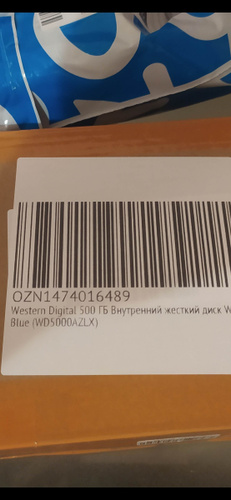 OZN1474016489
Western Digital 500 ГБ Внутренний жесткий диск W
Blue (WD5000AZLX)